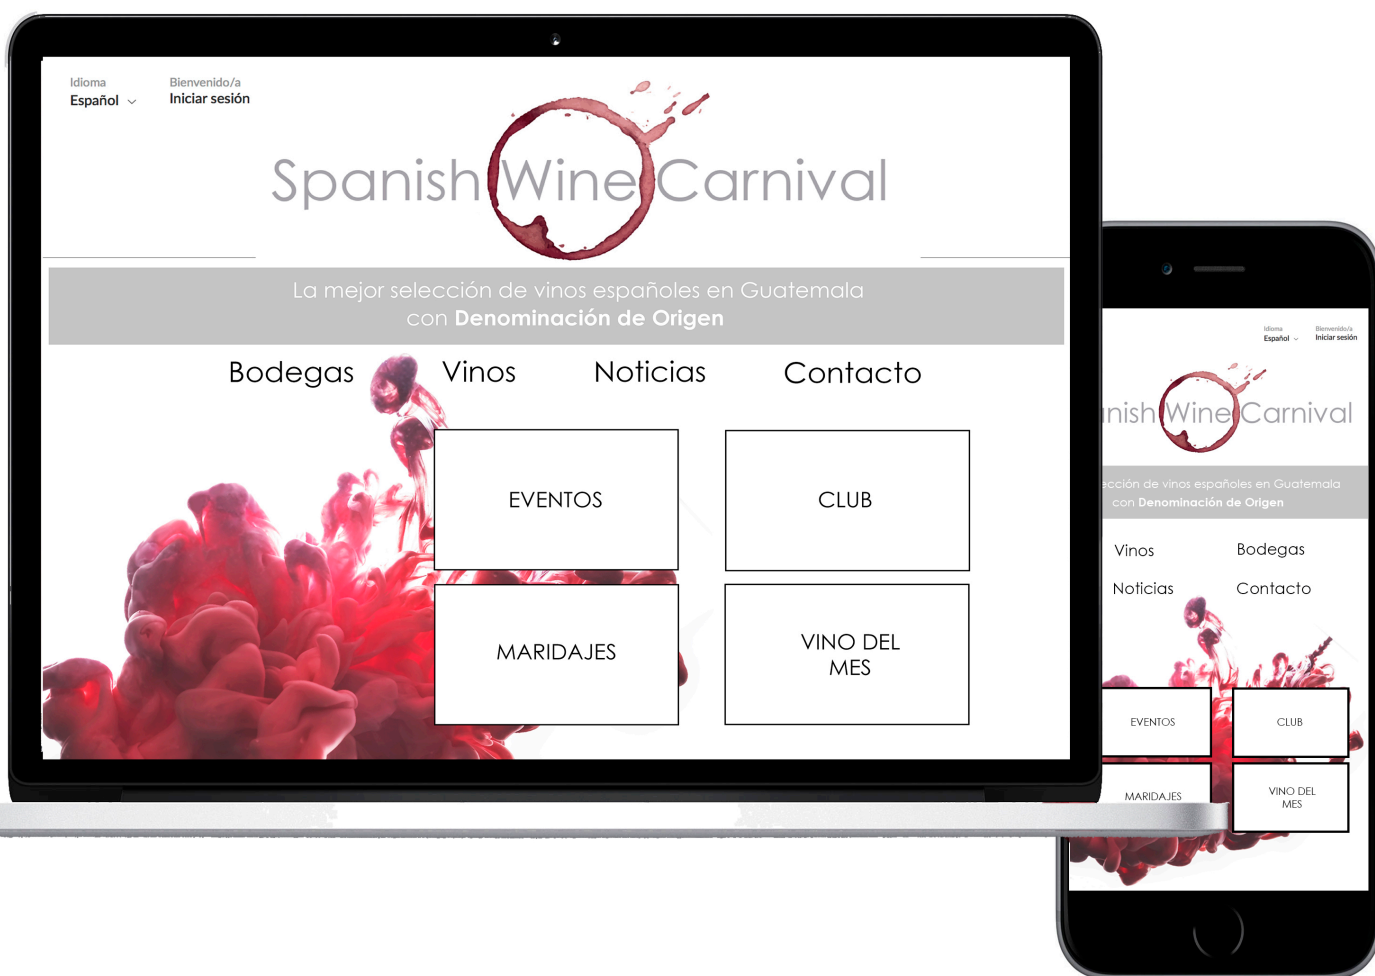 Idioma
Español
Bienvenido/a
Iniciar sesión
Spanish Wine Carnival
La mejor selección de vinos españoles en Guatemala
con Denominación de Origen
Bodegas Vinos Noticias Contacto
EVENTOS CLUB
MARIDAJES VINO DEL
MES
Idioma
Español
Bienvenido/a
Iniciar sesión
nish Wine Carnival
ección de vinos españoles en Guatemala
con Denominación de Origen
Vinos Bodegas
Noticias Contacto
EVENTOS CLUB
MARIDAJES VINO DEL
MES